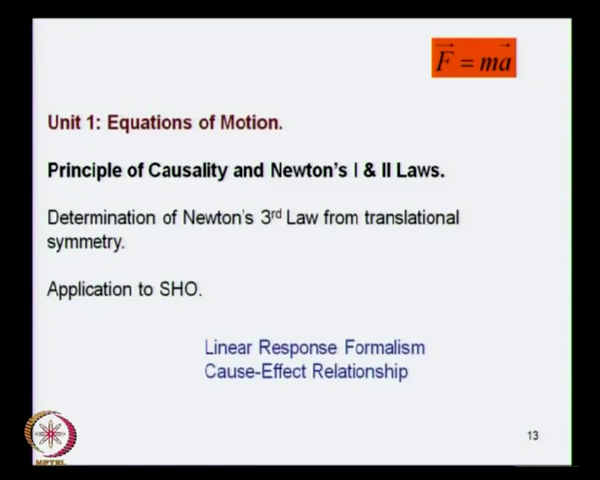 F = ma
Unit 1: Equations of Motion.
Principle of Causality and Newton's I & II Laws.
Determination of Newton's 3rd Law from translational
symmetry.
Application to SHO.
Linear Response Formalism
Cause-Effect Relationship
13
NPTEL